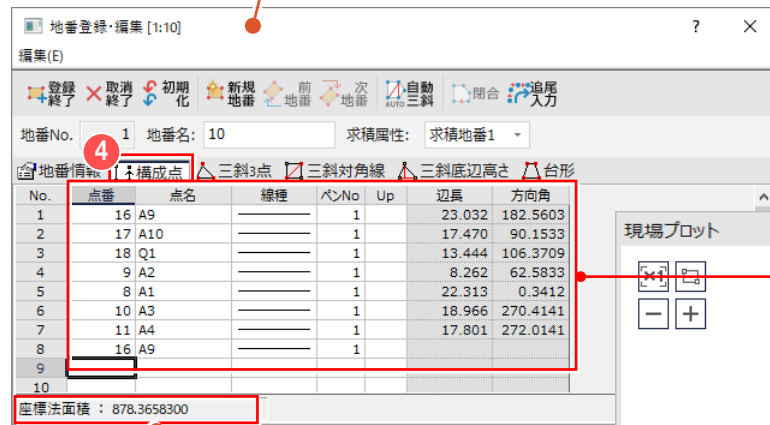 地番登録・編集 [1:10] ? ×
編集(E)
登録終了 取消終了 初期化 新規地番 前地番 次地番 AUTO 自動三斜 閉合 追尾入力
地番No. 1 地番名: 10 求積属性: 求積地番1
4
地番情報 構成点 三斜3点 三斜対角線 三斜底辺高さ 台形
No. 点番 点名 線種 ペンNo Up 辺長 方向角
1 16 A9 1 23.032 182.5603
2 17 A10 1 17.470 90.1533
3 18 Q1 1 13.444 106.3709
4 9 A2 1 8.262 62.5833
5 8 A1 1 22.313 0.3412
6 10 A3 1 18.966 270.4141
7 11 A4 1 17.801 272.0141
8 16 A9 1
9
10
現場プロット
×1
座標法面積 : 878.3658300